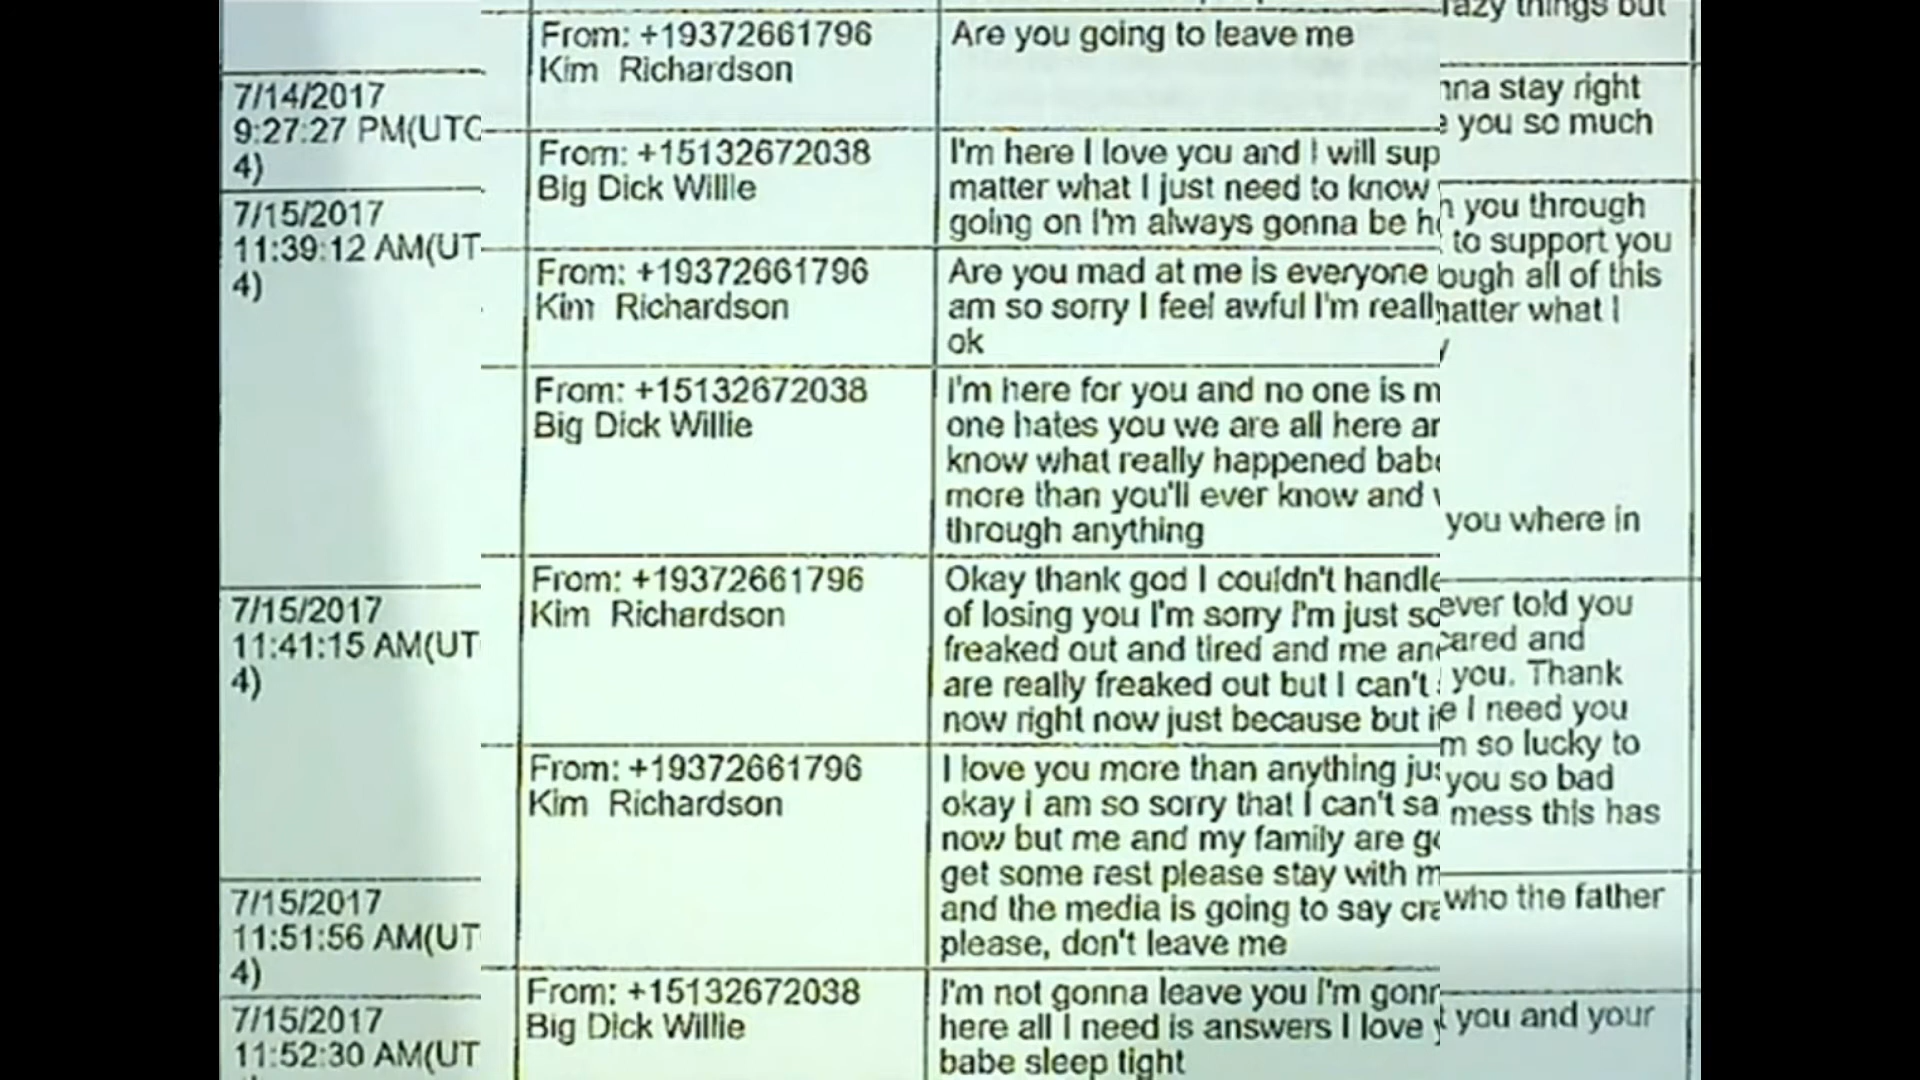 From: +19372661796
Kim Richardson
Are you going to leave me
7/14/2017
9:27:27 PM(UTC
4)
From: +15132672038
Big Dick Willie
I'm here I love you and I will sup
matter what I just need to know
going on I'm always gonna be
7/15/2017
11:39:12 AM(UT
4)
From: +19372661796
Kim Richardson
Are you mad at me is everyone
am so sorry I feel awful I'm reall
ok
From: +15132672038
Big Dick Willie
I'm here for you and no one is m
one hates you we are all here ar
know what really happened babe
more than you'll ever know and
through anything
7/15/2017
11:41:15 AM(UT
4)
From: +19372661796
Kim Richardson
Okay thank god I couldn't handle
of losing you I'm sorry I'm just sc
freaked out and tired and me and
are really freaked out but I can't
now right now just because but
From: +19372661796
Kim Richardson
I love you more than anything jus
okay i am so sorry that I can't sa
now but me and my family are go
get some rest please stay with m
and the media is going to say cra
please, don't leave me
7/15/2017
11:51:56 AM(UT
4)
From: +15132672038
Big Dick Willie
I'm not gonna leave you I'm gonr
here all I need is answers I love
babe sleep tight
7/15/2017
11:52:30 AM(UT
razy things but
nna stay right
e you so much
you through
to support you
ough all of this
natter what I
you where in
ever told you
cared and
you. Thank
e I need you
m so lucky to
you so bad
mess this has
who the father
t you and your